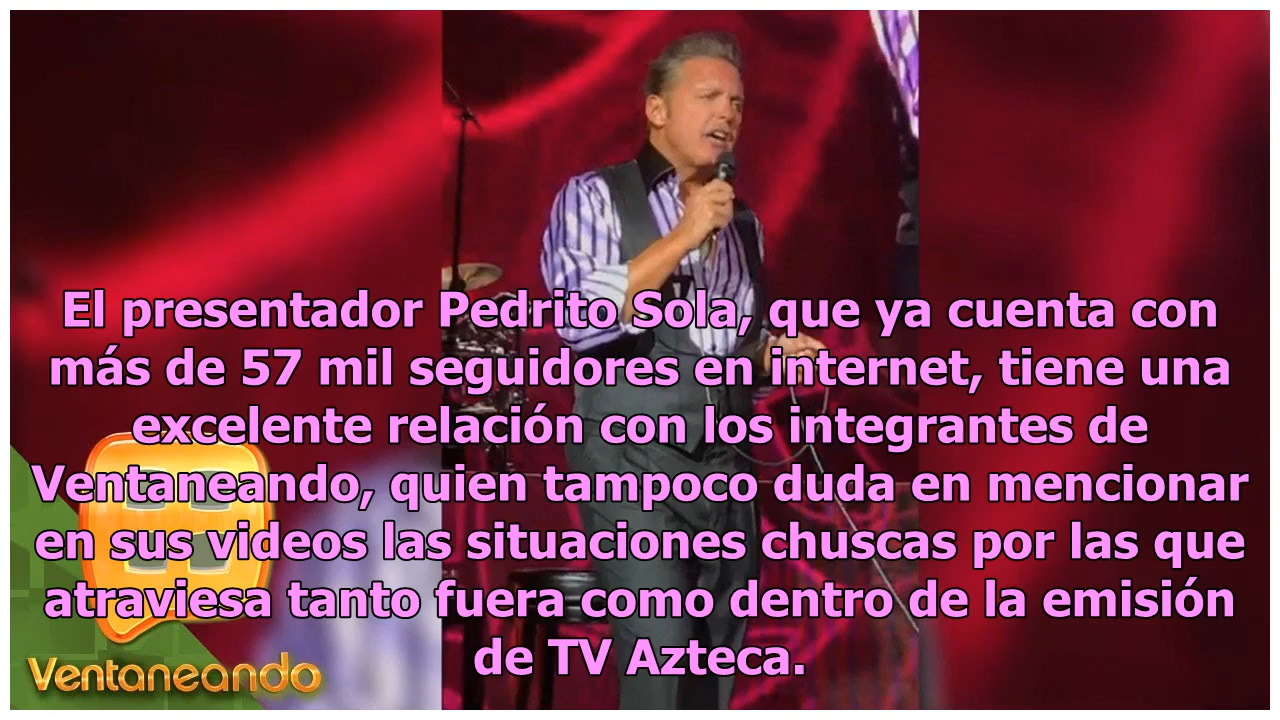 El presentador Pedrito Sola, que ya cuenta con
más de 57 mil seguidores en internet, tiene una
excelente relación con los integrantes de
Ventaneando, quien tampoco duda en mencionar
en sus videos las situaciones chuscas por las que
atraviesa tanto fuera como dentro de la emisión
de TV Azteca.
Ventaneando